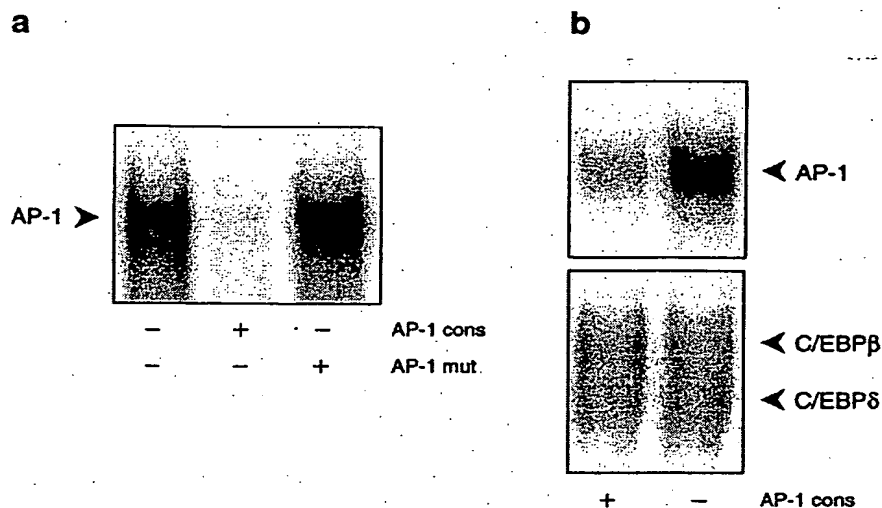 a
b
AP-1
AP-1
− + − AP-1 cons
− − + AP-1 mut
C/EBPβ
C/EBPδ
+ − AP-1 cons